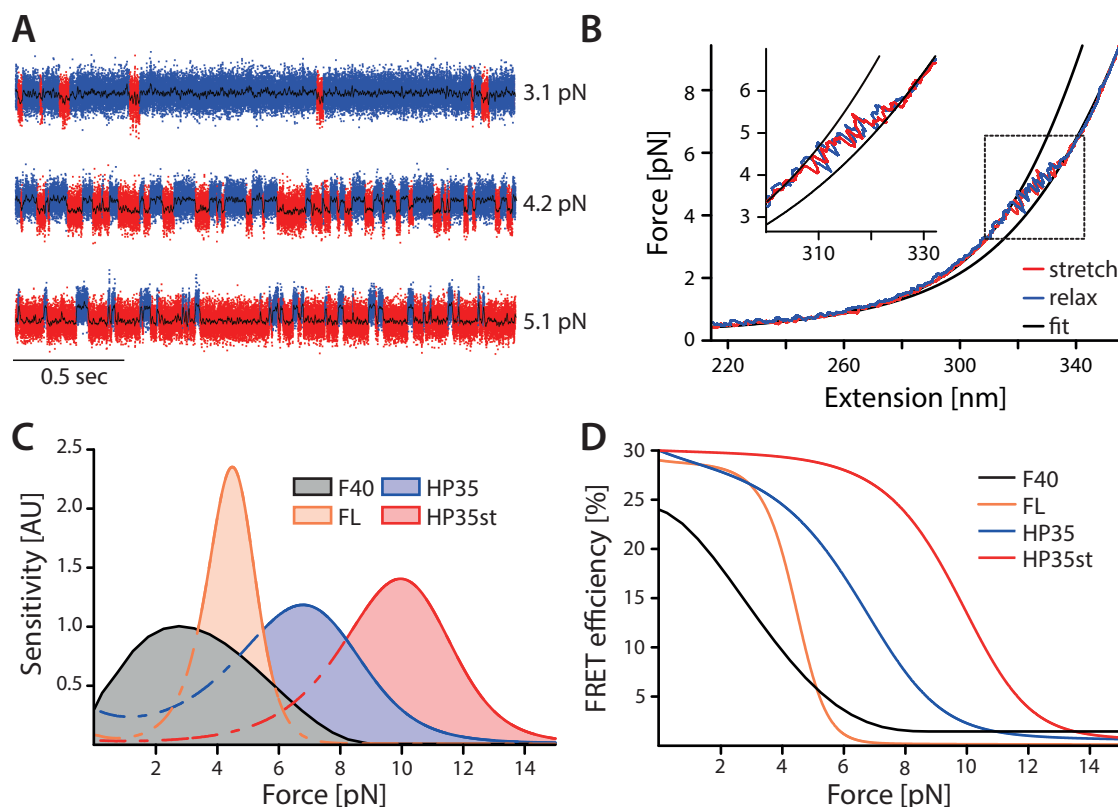 A
3.1 pN
4.2 pN
5.1 pN
0.5 sec
B
Force [pN]
8
6
4
2
0
6
5
4
3
310
330
stretch
relax
fit
220
260
300
340
Extension [nm]
C
Sensitivity [AU]
2.5
2.0
1.5
1.0
0.5
F40
HP35
FL
HP35st
2
4
6
8
10
12
14
Force [pN]
D
FRET efficiency [%]
30
25
20
15
10
5
F40
FL
HP35
HP35st
2
4
6
8
10
12
14
Force [pN]